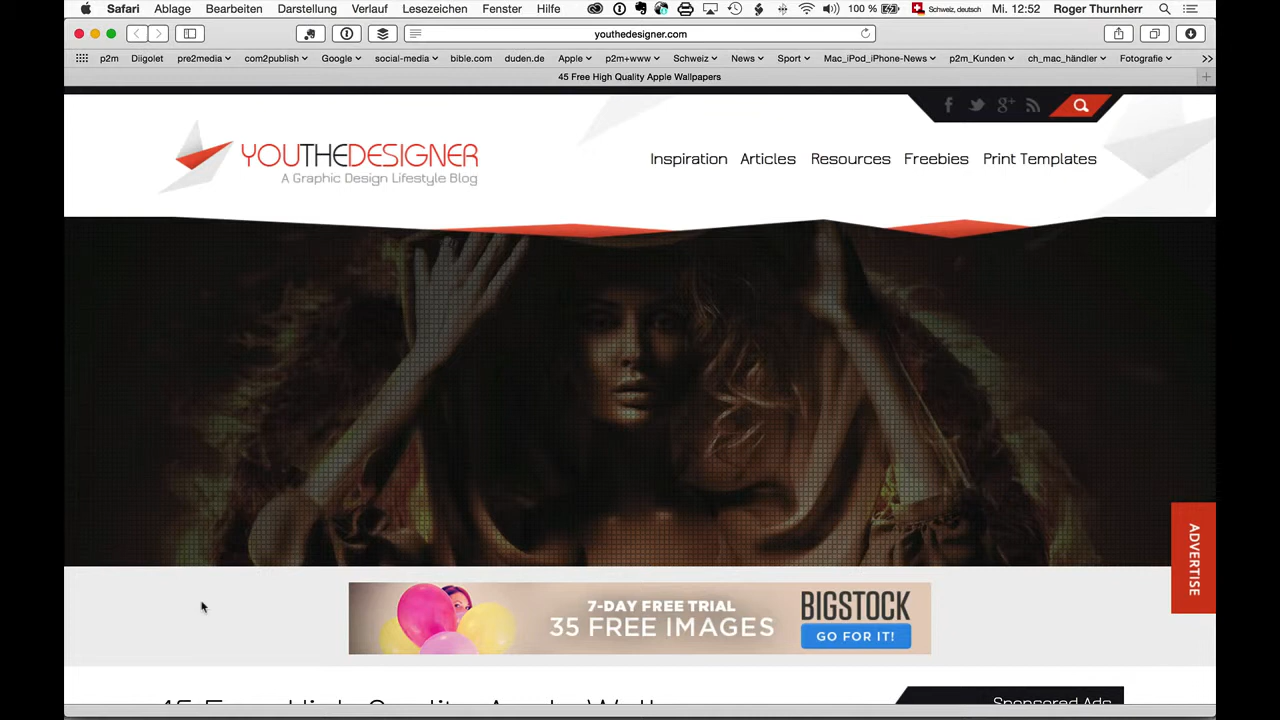 Safari Ablage Bearbeiten Darstellung Verlauf Lesezeichen Fenster Hilfe 100 % Schweiz, deutsch Mi. 12:52 Roger Thurnherr
youthedesigner.com
p2m Diigolet pre2media com2publish Google social-media bible.com duden.de Apple p2m+www Schweiz News Sport Mac_iPod_iPhone-News p2m_Kunden ch_mac_händler Fotografie
45 Free High Quality Apple Wallpapers
YOUTHEDESIGNER
A Graphic Design Lifestyle Blog
Inspiration Articles Resources Freebies Print Templates
ADVERTISE
7-DAY FREE TRIAL
35 FREE IMAGES
BIGSTOCK
GO FOR IT!
Sponsored Ads